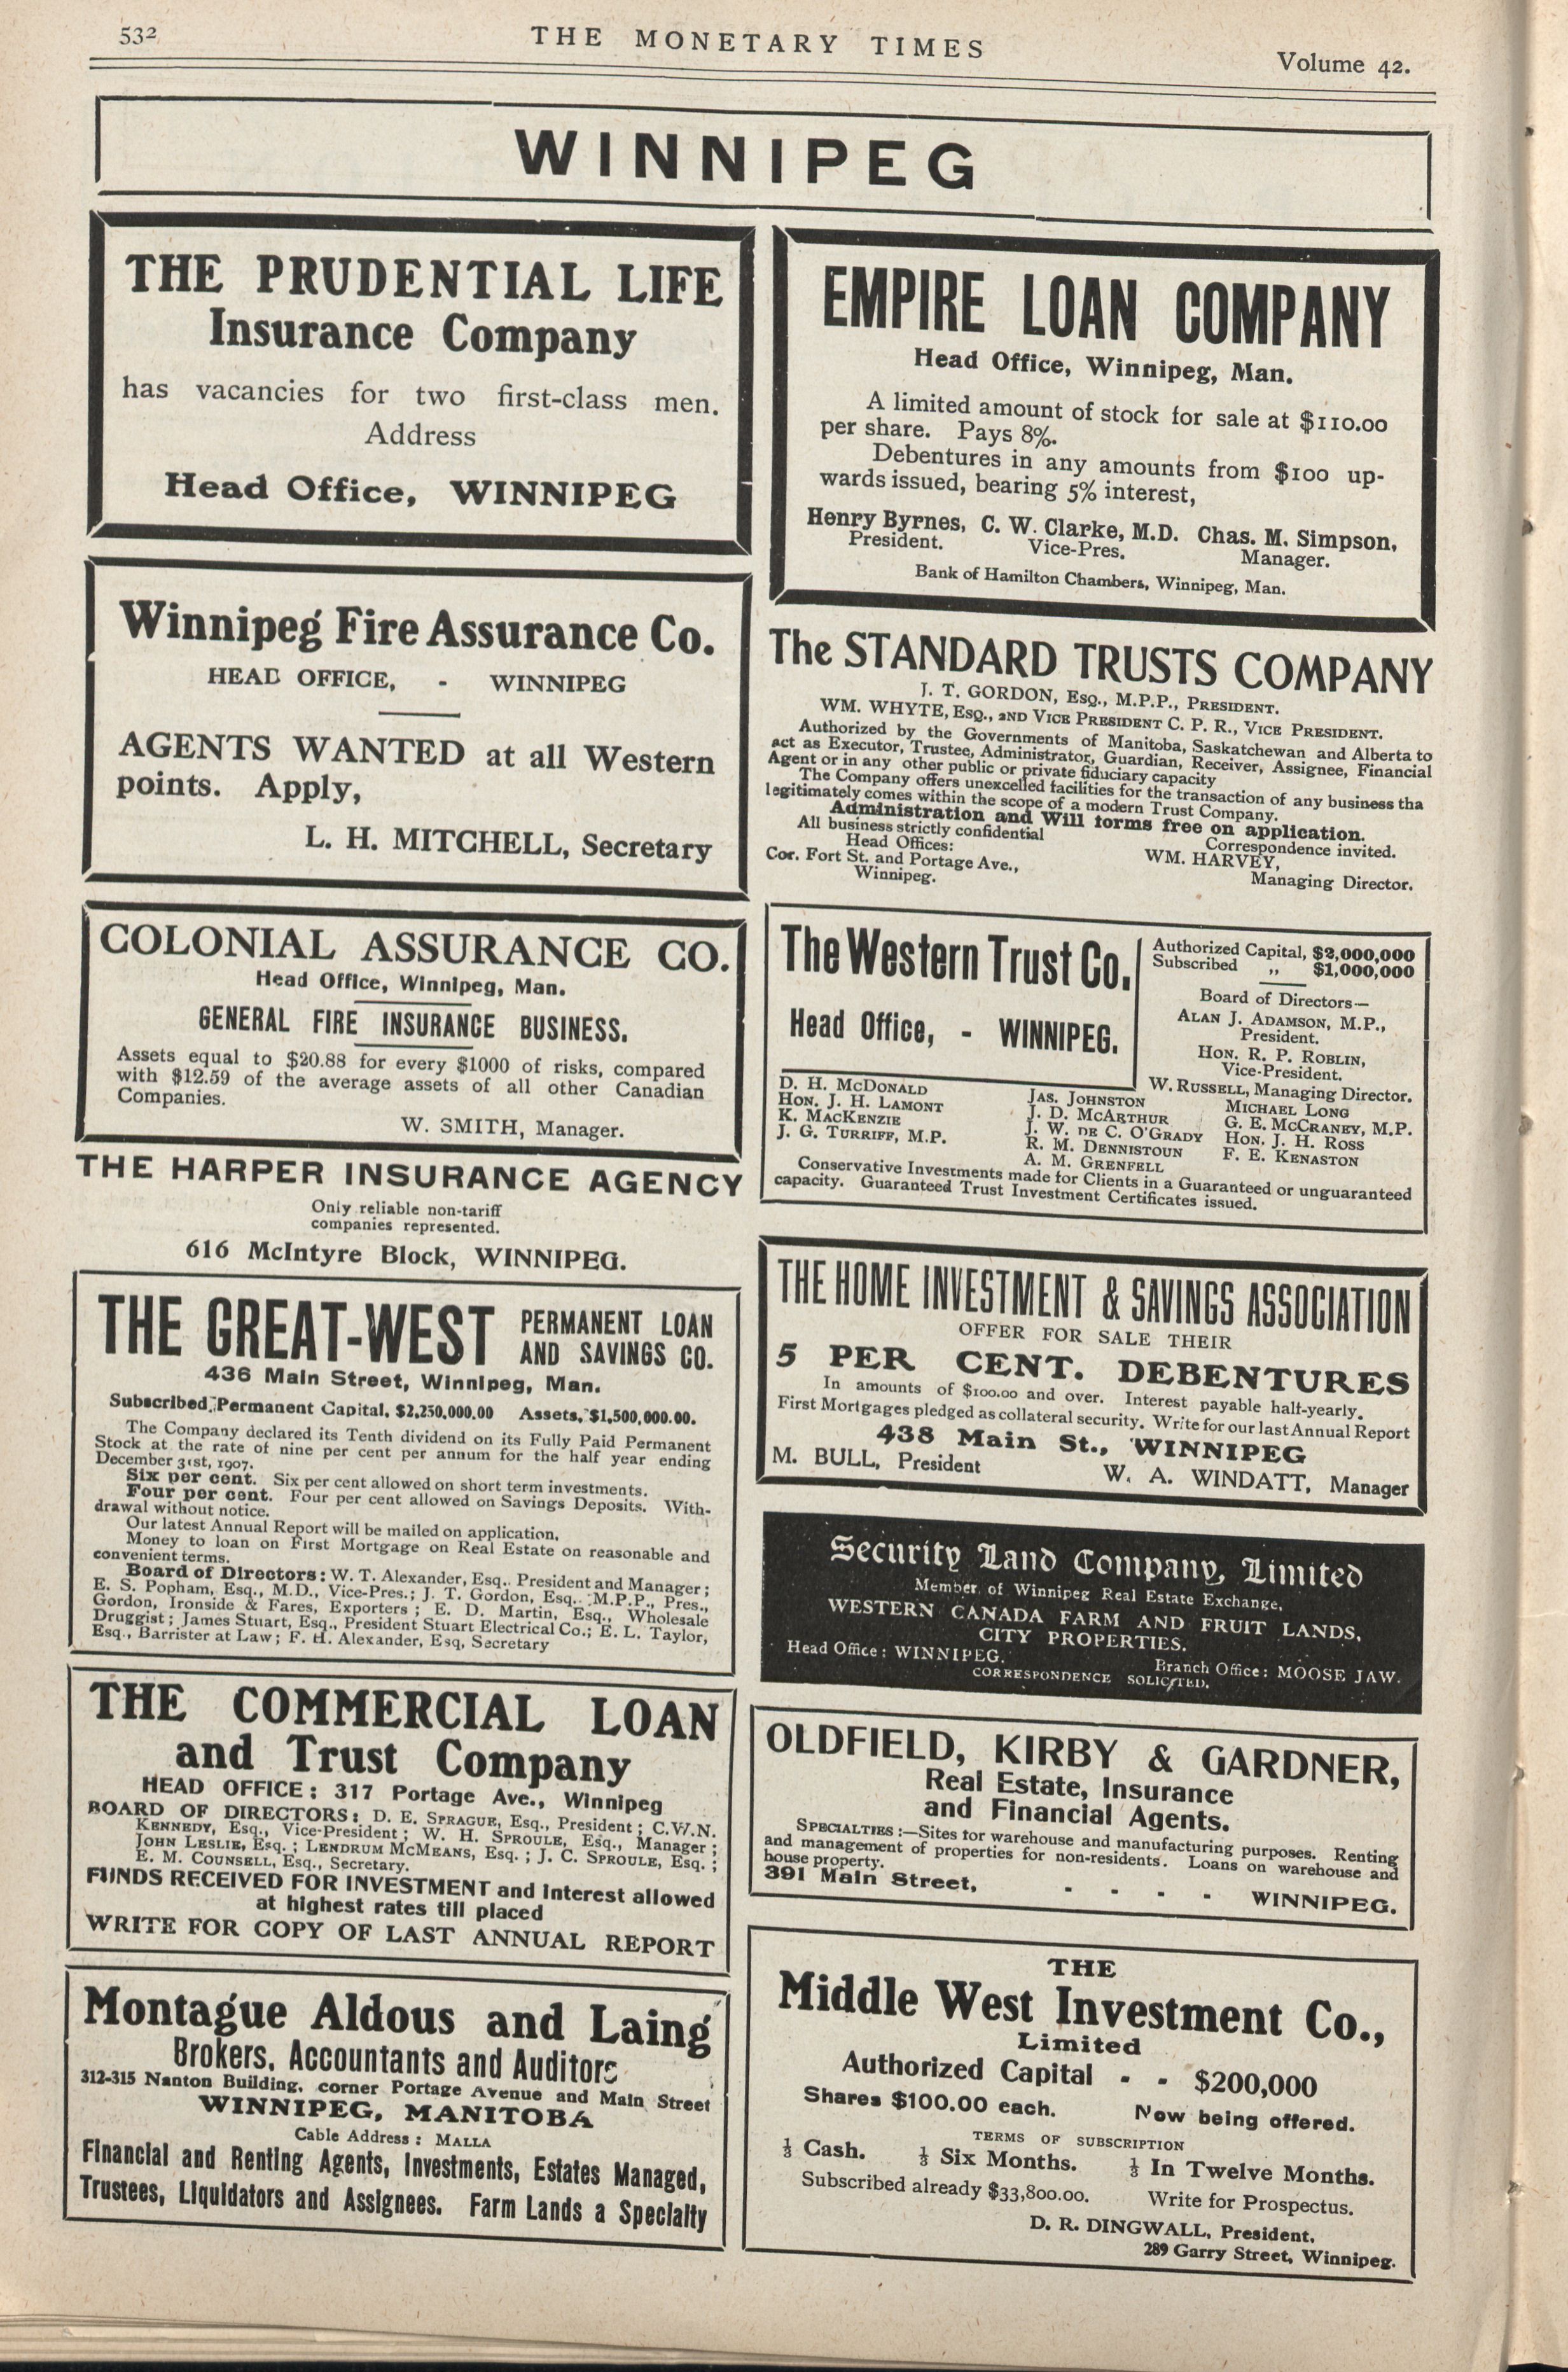 532
THE MONETARY TIMES
Volume 42.
WINNIPEG
THE PRUDENTIAL LIFE
Insurance Company
has vacancies for two first-class men.
Address
Head Office, WINNIPEG
Winnipeg Fire Assurance Co.
HEAD OFFICE, - WINNIPEG
AGENTS WANTED at all Western
points. Apply,
L. H. MITCHELL, Secretary
COLONIAL ASSURANCE CO.
Head Office, Winnipeg, Man.
GENERAL FIRE INSURANCE BUSINESS.
Assets equal to $20.88 for every $1000 of risks, compared
with $12.59 of the average assets of all other Canadian
Companies.
W. SMITH, Manager.
THE HARPER INSURANCE AGENCY
Only reliable non-tariff
companies represented.
616 McIntyre Block, WINNIPEG.
THE GREAT-WEST PERMANENT LOAN
AND SAVINGS CO.
436 Main Street, Winnipeg, Man.
Subscribed Permanent Capital, $2,250,000.00 Assets, $1,500,000.00.
The Company declared its Tenth dividend on its Fully Paid Permanent
Stock at the rate of nine per cent per annum for the half year ending
December 31st, 1907.
Six per cent. Six per cent allowed on short term investments.
Four per cent. Four per cent allowed on Savings Deposits. With-
drawal without notice.
Our latest Annual Report will be mailed on application.
Money to loan on First Mortgage on Real Estate on reasonable and
convenient terms.
Board of Directors: W. T. Alexander, Esq., President and Manager;
E. S. Popham, Esq., M.D., Vice-Pres.; J. T. Gordon, Esq., M.P.P., Pres.,
Gordon, Ironside & Fares, Exporters; E. D. Martin, Esq., Wholesale
Druggist; James Stuart, Esq., President Stuart Electrical Co.; E. L. Taylor,
Esq., Barrister at Law; F. H. Alexander, Esq, Secretary
THE COMMERCIAL LOAN
and Trust Company
HEAD OFFICE: 317 Portage Ave., Winnipeg
BOARD OF DIRECTORS: D. E. SPRAGUE, Esq., President; C.W.N.
KENNEDY, Esq., Vice-President; W. H. SPROULE, Esq., Manager;
JOHN LESLIE, Esq.; LENDRUM MCMEANS, Esq.; J. C. SPROULE, Esq.;
E. M. COUNSELL, Esq., Secretary.
FUNDS RECEIVED FOR INVESTMENT and interest allowed
at highest rates till placed
WRITE FOR COPY OF LAST ANNUAL REPORT
Montague Aldous and Laing
Brokers, Accountants and Auditors
312-315 Nanton Building, corner Portage Avenue and Main Street
WINNIPEG, MANITOBA
Cable Address: MALLA
Financial and Renting Agents, Investments, Estates Managed,
Trustees, Liquidators and Assignees. Farm Lands a Specialty
EMPIRE LOAN COMPANY
Head Office, Winnipeg, Man.
A limited amount of stock for sale at $110.00
per share. Pays 8%.
Debentures in any amounts from $100 up-
wards issued, bearing 5% interest,
Henry Byrnes, C. W. Clarke, M.D. Chas. M. Simpson,
President. Vice-Pres. Manager.
Bank of Hamilton Chambers, Winnipeg, Man.
The STANDARD TRUSTS COMPANY
J. T. GORDON, Esq., M.P.P., PRESIDENT.
WM. WHYTE, Esq., 2ND VICE PRESIDENT C. P. R., VICE PRESIDENT.
Authorized by the Governments of Manitoba, Saskatchewan and Alberta to
act as Executor, Trustee, Administrator, Guardian, Receiver, Assignee, Financial
Agent or in any other public or private fiduciary capacity
The Company offers unexcelled facilities for the transaction of any business tha
legitimately comes within the scope of a modern Trust Company.
Administration and Will forms free on application.
All business strictly confidential Correspondence invited.
Head Offices: WM. HARVEY,
Cor. Fort St. and Portage Ave., Managing Director.
Winnipeg.
The Western Trust Co.
Head Office, - WINNIPEG.
Authorized Capital, $2,000,000
Subscribed ,, $1,000,000
Board of Directors—
ALAN J. ADAMSON, M.P.,
President.
HON. R. P. ROBLIN,
Vice-President.
W. RUSSELL, Managing Director.
D. H. MCDONALD JAS. JOHNSTON MICHAEL LONG
HON. J. H. LAMONT J. D. MCARTHUR G. E. MCCRANEY, M.P.
K. MACKENZIE J. W. DE C. O'GRADY HON. J. H. ROSS
J. G. TURRIFF, M.P. R. M. DENNISTOUN F. E. KENASTON
A. M. GRENFELL
Conservative Investments made for Clients in a Guaranteed or unguaranteed
capacity. Guaranteed Trust Investment Certificates issued.
THE HOME INVESTMENT & SAVINGS ASSOCIATION
OFFER FOR SALE THEIR
5 PER CENT. DEBENTURES
In amounts of $100.00 and over. Interest payable half-yearly.
First Mortgages pledged as collateral security. Write for our last Annual Report
438 Main St., WINNIPEG
M. BULL, President W. A. WINDATT, Manager
Security Land Company, Limited
Member of Winnipeg Real Estate Exchange,
WESTERN CANADA FARM AND FRUIT LANDS,
CITY PROPERTIES.
Head Office: WINNIPEG. Branch Office: MOOSE JAW.
CORRESPONDENCE SOLICITED.
OLDFIELD, KIRBY & GARDNER,
Real Estate, Insurance
and Financial Agents.
SPECIALTIES:—Sites for warehouse and manufacturing purposes. Renting
and management of properties for non-residents. Loans on warehouse and
house property.
391 Main Street, - - - - WINNIPEG.
THE
Middle West Investment Co.,
Limited
Authorized Capital - - $200,000
Shares $100.00 each. Now being offered.
TERMS OF SUBSCRIPTION
⅓ Cash. ⅓ Six Months. ⅓ In Twelve Months.
Subscribed already $33,800.00. Write for Prospectus.
D. R. DINGWALL, President,
289 Garry Street, Winnipeg.